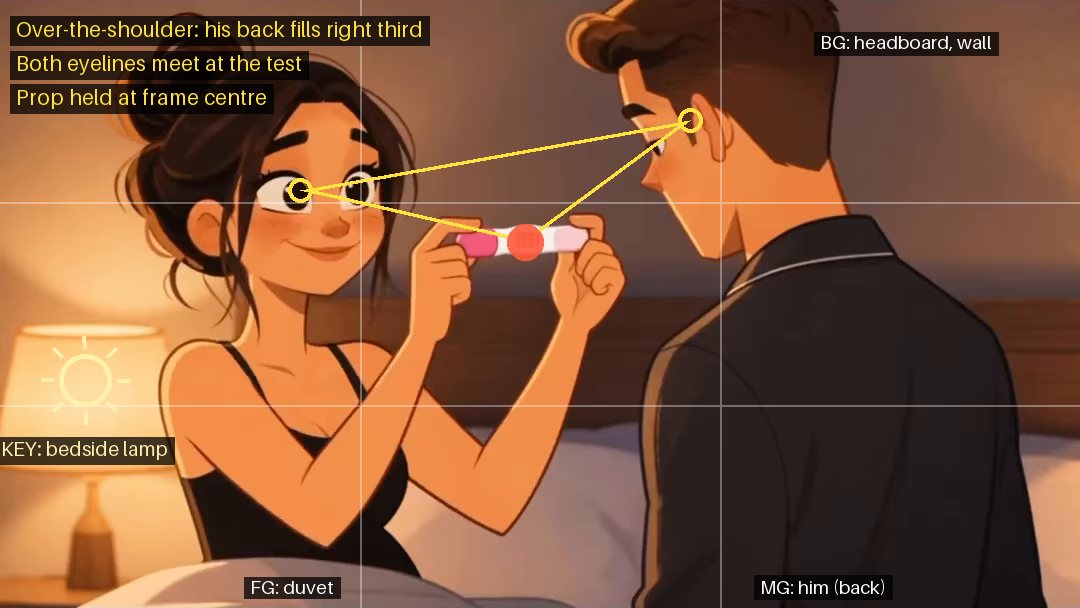 Over-the-shoulder: his back fills right third
Both eyelines meet at the test
Prop held at frame centre
BG: headboard, wall
KEY: bedside lamp
FG: duvet
MG: him (back)